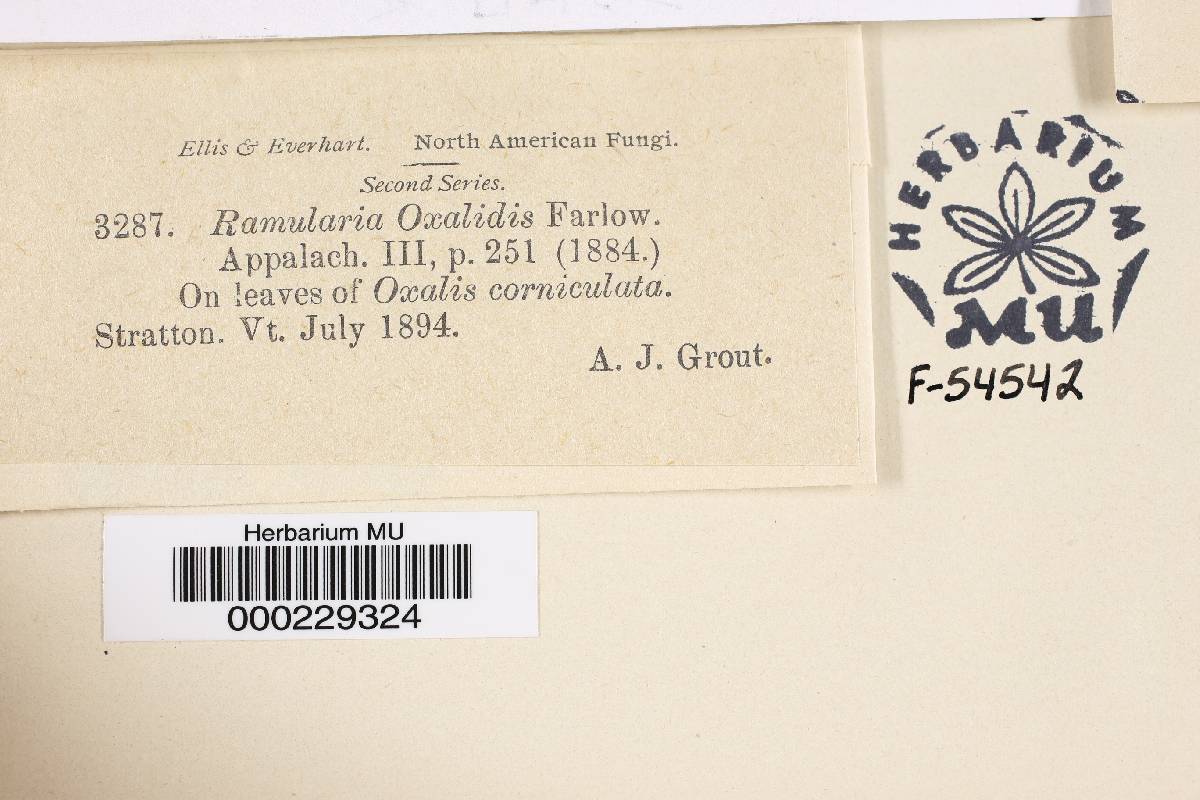 Ellis & Everhart. North American Fungi.
Second Series.
3287. Ramularia Oxalidis Farlow.
Appalach. III, p. 251 (1884.)
On leaves of Oxalis corniculata.
Stratton. Vt. July 1894.
A. J. Grout.
HERBARIUM
MU
F-54542
Herbarium MU
000229324